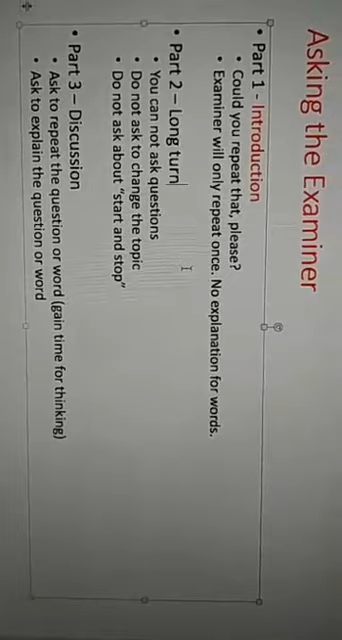 Asking the Examiner
• Part 1 - Introduction
• Could you repeat that, please?
• Examiner will only repeat once. No explanation for words.
• Part 2 – Long turn
• You can not ask questions
• Do not ask to change the topic
• Do not ask about "start and stop"
• Part 3 – Discussion
• Ask to repeat the question or word (gain time for thinking)
• Ask to explain the question or word